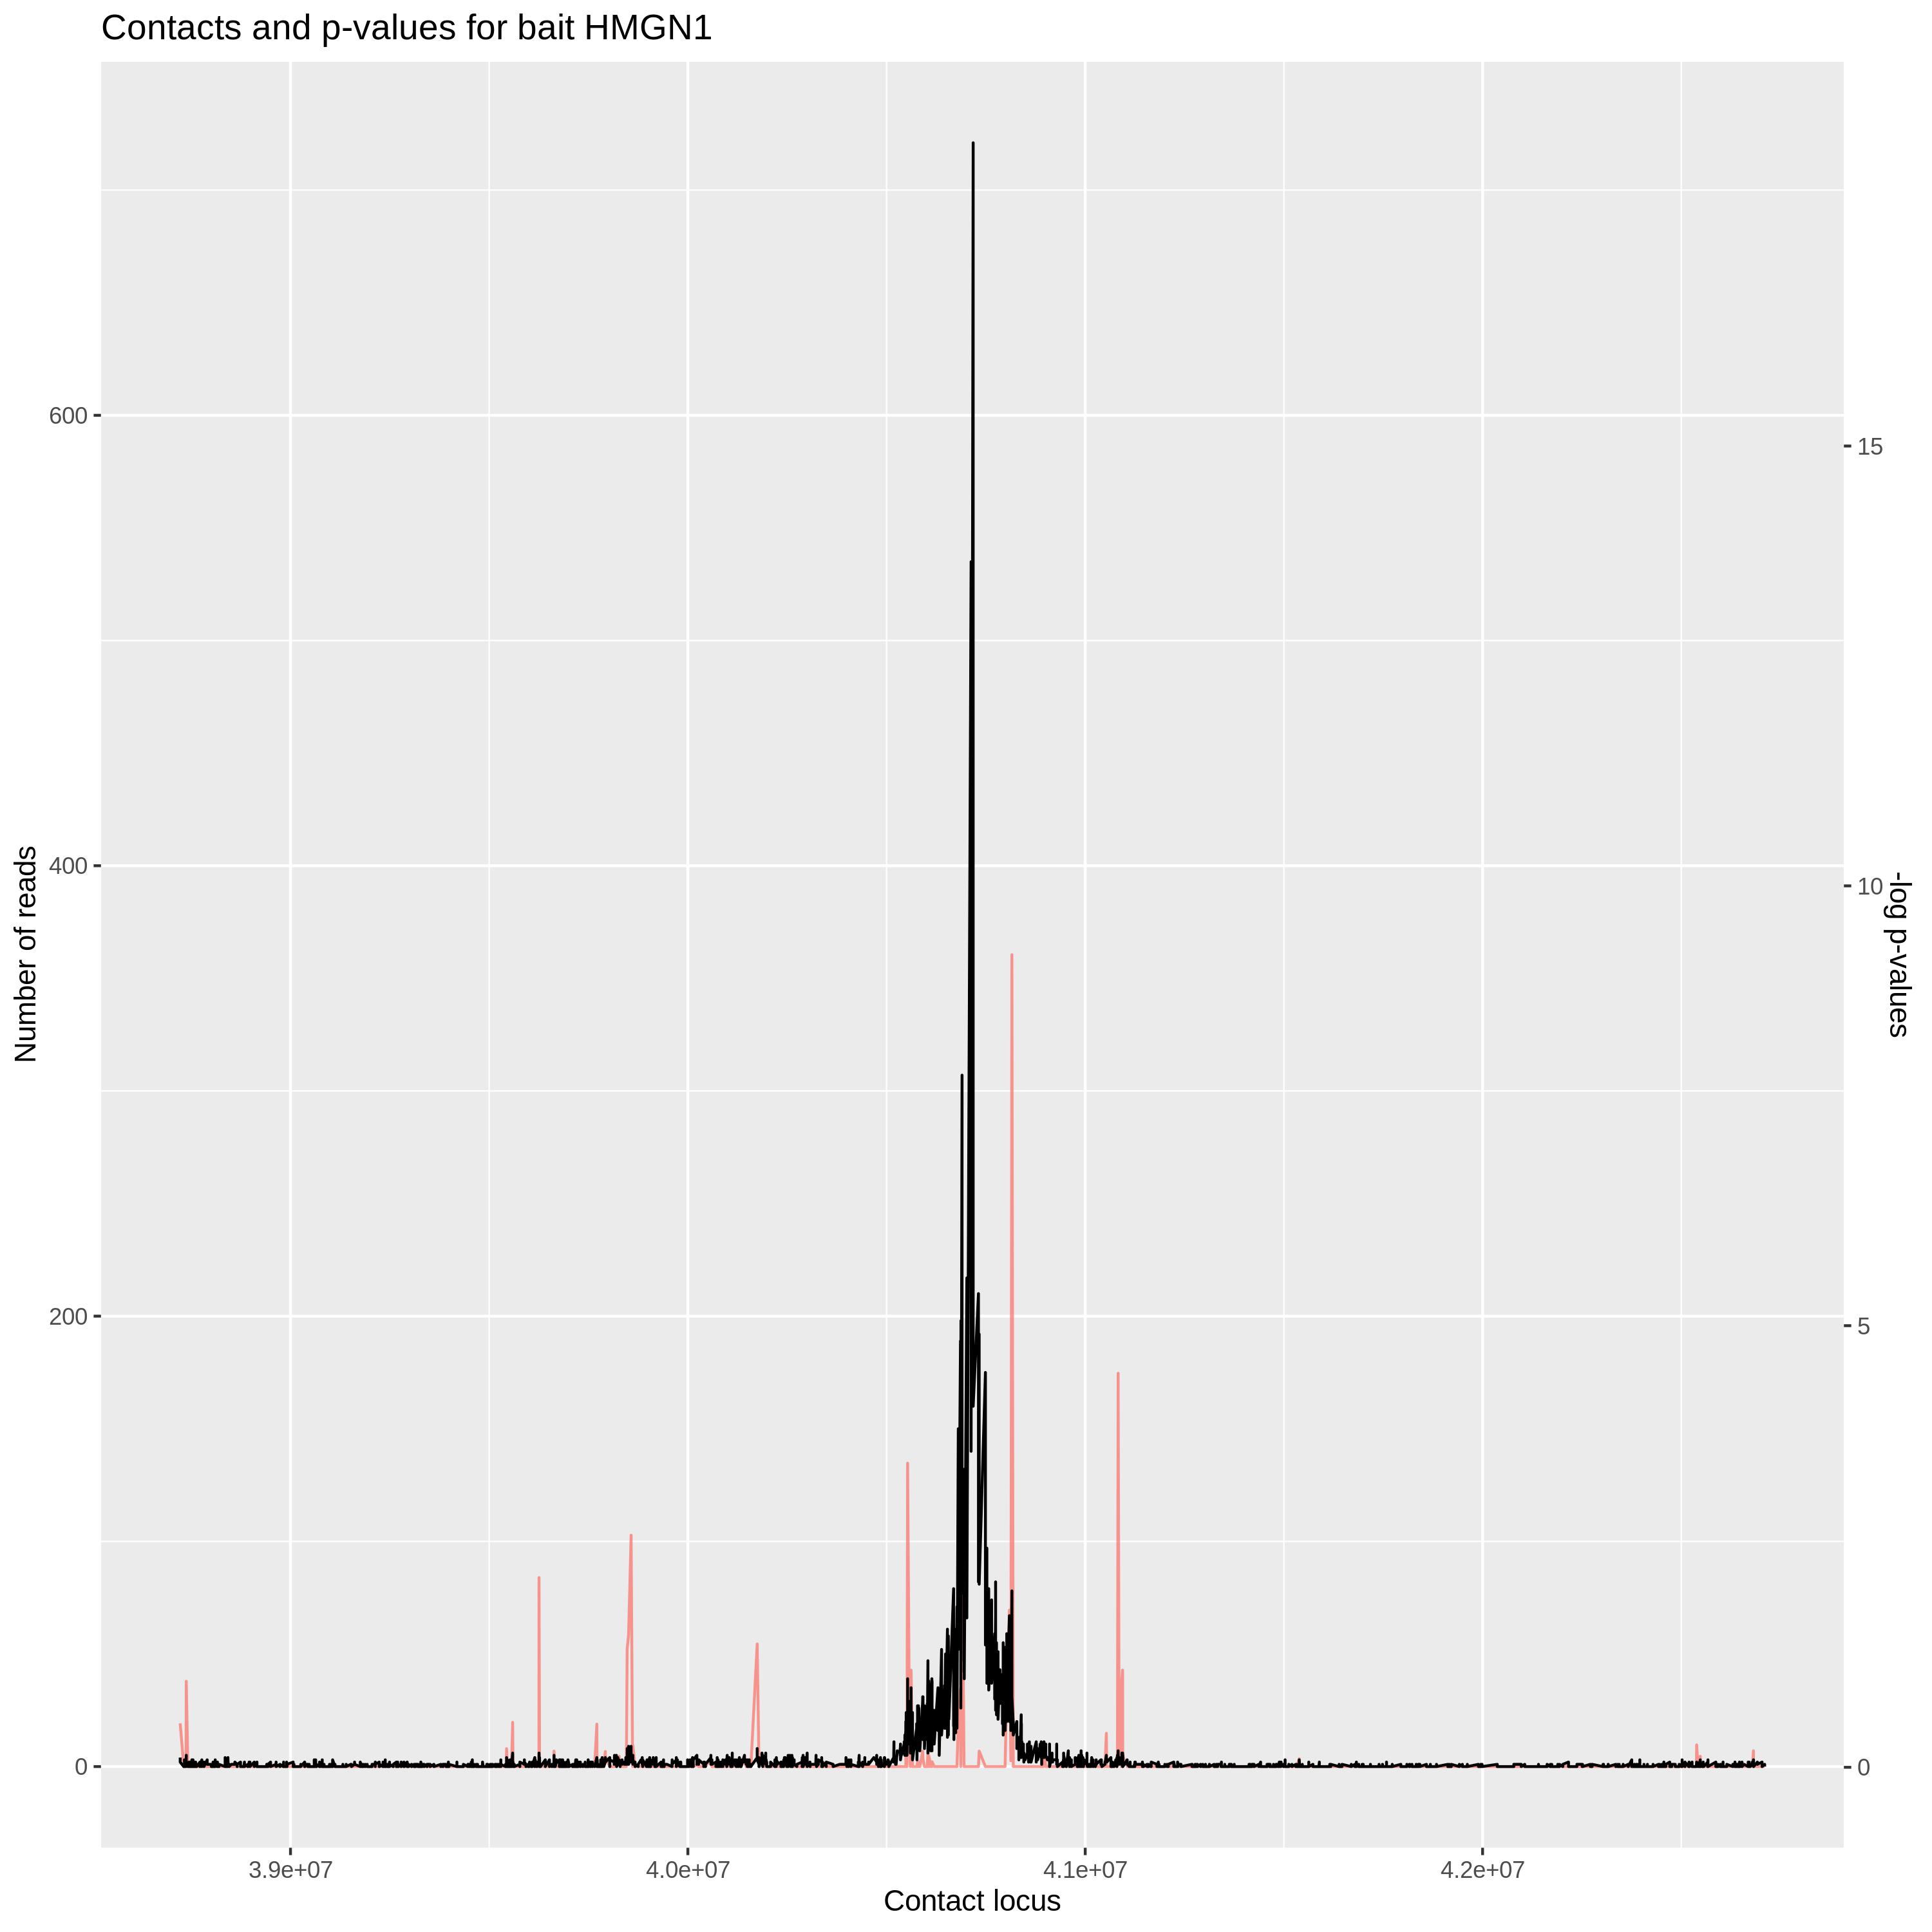 Contacts and p-values for bait HMGN1
Number of reads
600
400
200
0
15
10
5
0
-log p-values
3.9e+07
4.0e+07
4.1e+07
4.2e+07
Contact locus